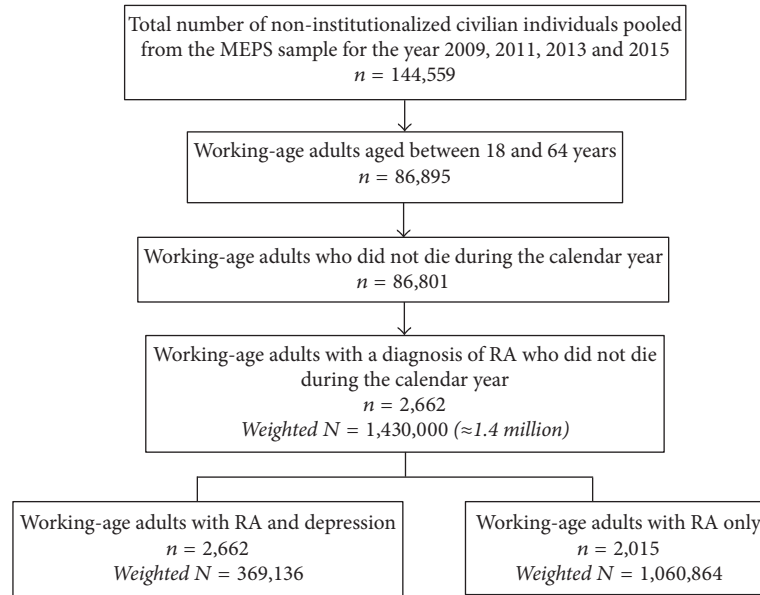 Total number of non-institutionalized civilian individuals pooled
from the MEPS sample for the year 2009, 2011, 2013 and 2015
n = 144,559
Working-age adults aged between 18 and 64 years
n = 86,895
Working-age adults who did not die during the calendar year
n = 86,801
Working-age adults with a diagnosis of RA who did not die
during the calendar year
n = 2,662
Weighted N = 1,430,000 (≈1.4 million)
Working-age adults with RA and depression
n = 2,662
Weighted N = 369,136
Working-age adults with RA only
n = 2,015
Weighted N = 1,060,864